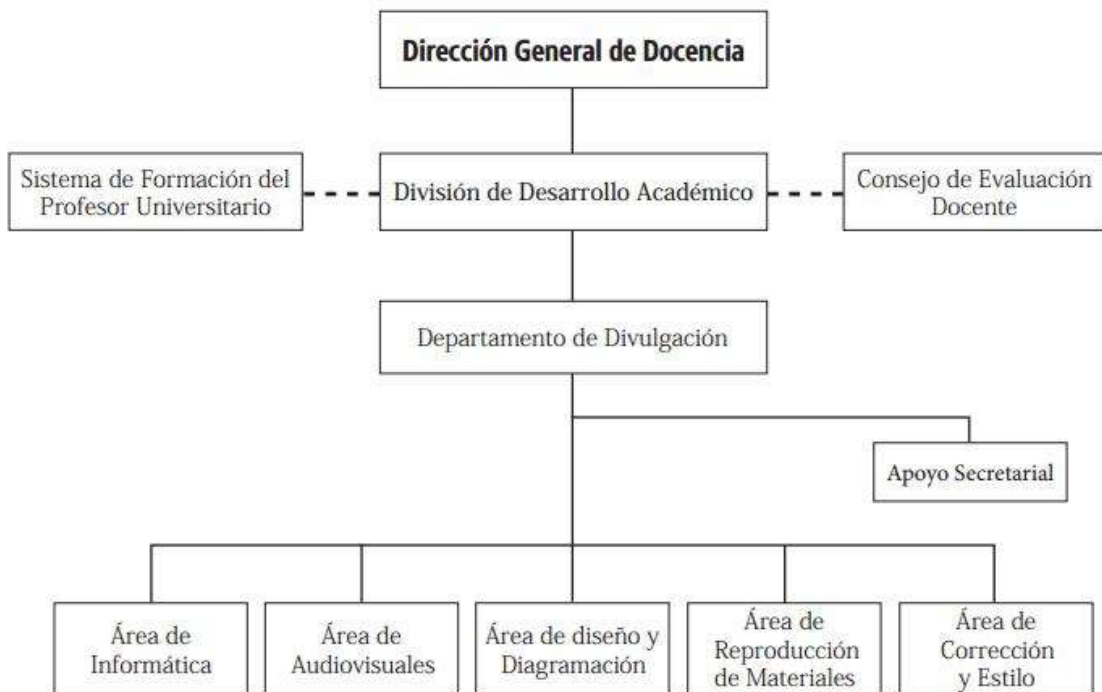 Dirección General de Docencia
Sistema de Formación del
Profesor Universitario
División de Desarrollo Académico
Consejo de Evaluación
Docente
Departamento de Divulgación
Apoyo Secretarial
Área de
Informática
Área de
Audiovisuales
Área de diseño y
Diagramación
Área de
Reproducción
de Materiales
Área de
Corrección
y Estilo